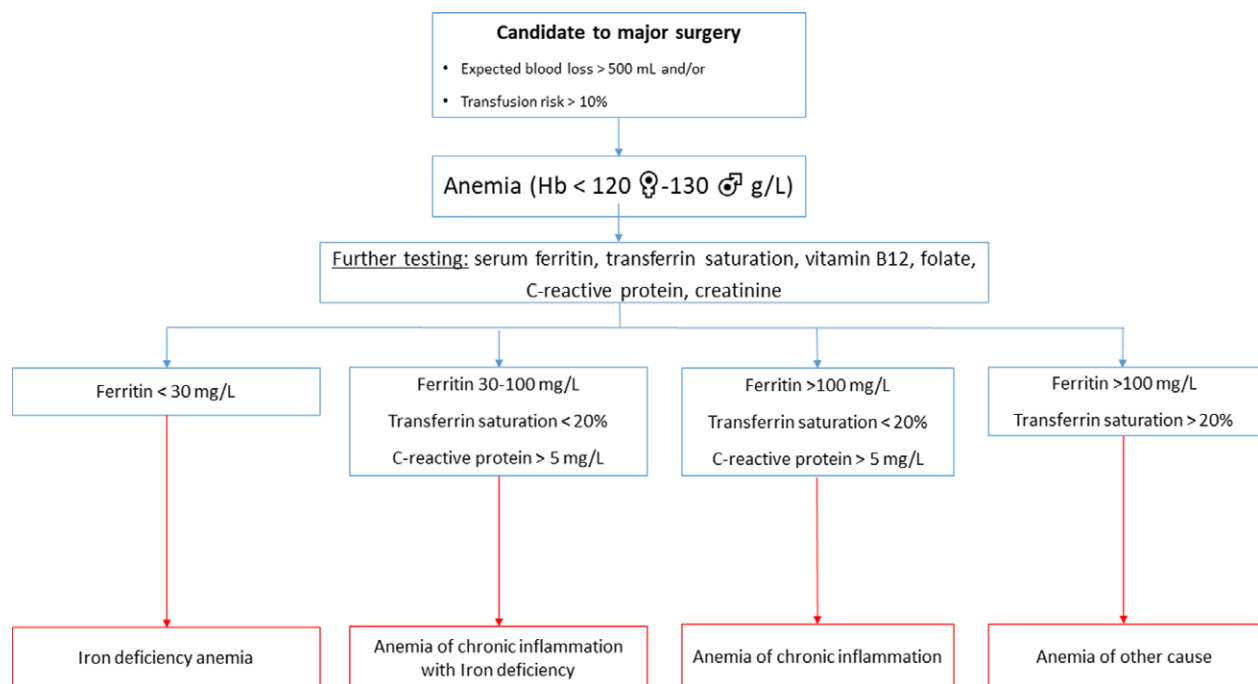 Candidate to major surgery
• Expected blood loss > 500 mL and/or
• Transfusion risk > 10%
Anemia (Hb < 120 ♀-130 ♂ g/L)
Further testing: serum ferritin, transferrin saturation, vitamin B12, folate,
C-reactive protein, creatinine
Ferritin < 30 mg/L
Ferritin 30-100 mg/L
Transferrin saturation < 20%
C-reactive protein > 5 mg/L
Ferritin >100 mg/L
Transferrin saturation < 20%
C-reactive protein > 5 mg/L
Ferritin >100 mg/L
Transferrin saturation > 20%
Iron deficiency anemia
Anemia of chronic inflammation
with Iron deficiency
Anemia of chronic inflammation
Anemia of other cause